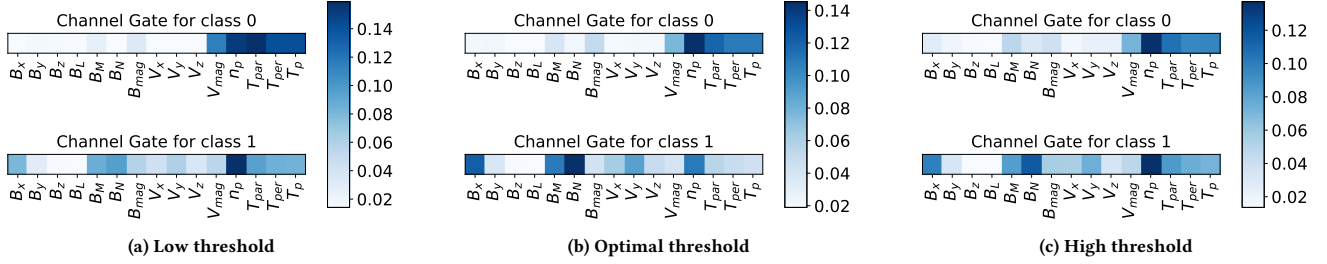 Channel Gate for class 0
B_x B_y B_z B_L B_M B_N B_mag V_x V_y V_z V_mag n_p T_par T_per T_p
Channel Gate for class 1
B_x B_y B_z B_L B_M B_N B_mag V_x V_y V_z V_mag n_p T_par T_per T_p
0.14
0.12
0.10
0.08
0.06
0.04
0.02
(a) Low threshold
Channel Gate for class 0
B_x B_y B_z B_L B_M B_N B_mag V_x V_y V_z V_mag n_p T_par T_per T_p
Channel Gate for class 1
B_x B_y B_z B_L B_M B_N B_mag V_x V_y V_z V_mag n_p T_par T_per T_p
0.14
0.12
0.10
0.08
0.06
0.04
0.02
(b) Optimal threshold
Channel Gate for class 0
B_x B_y B_z B_L B_M B_N B_mag V_x V_y V_z V_mag n_p T_par T_per T_p
Channel Gate for class 1
B_x B_y B_z B_L B_M B_N B_mag V_x V_y V_z V_mag n_p T_par T_per T_p
0.12
0.10
0.08
0.06
0.04
0.02
(c) High threshold